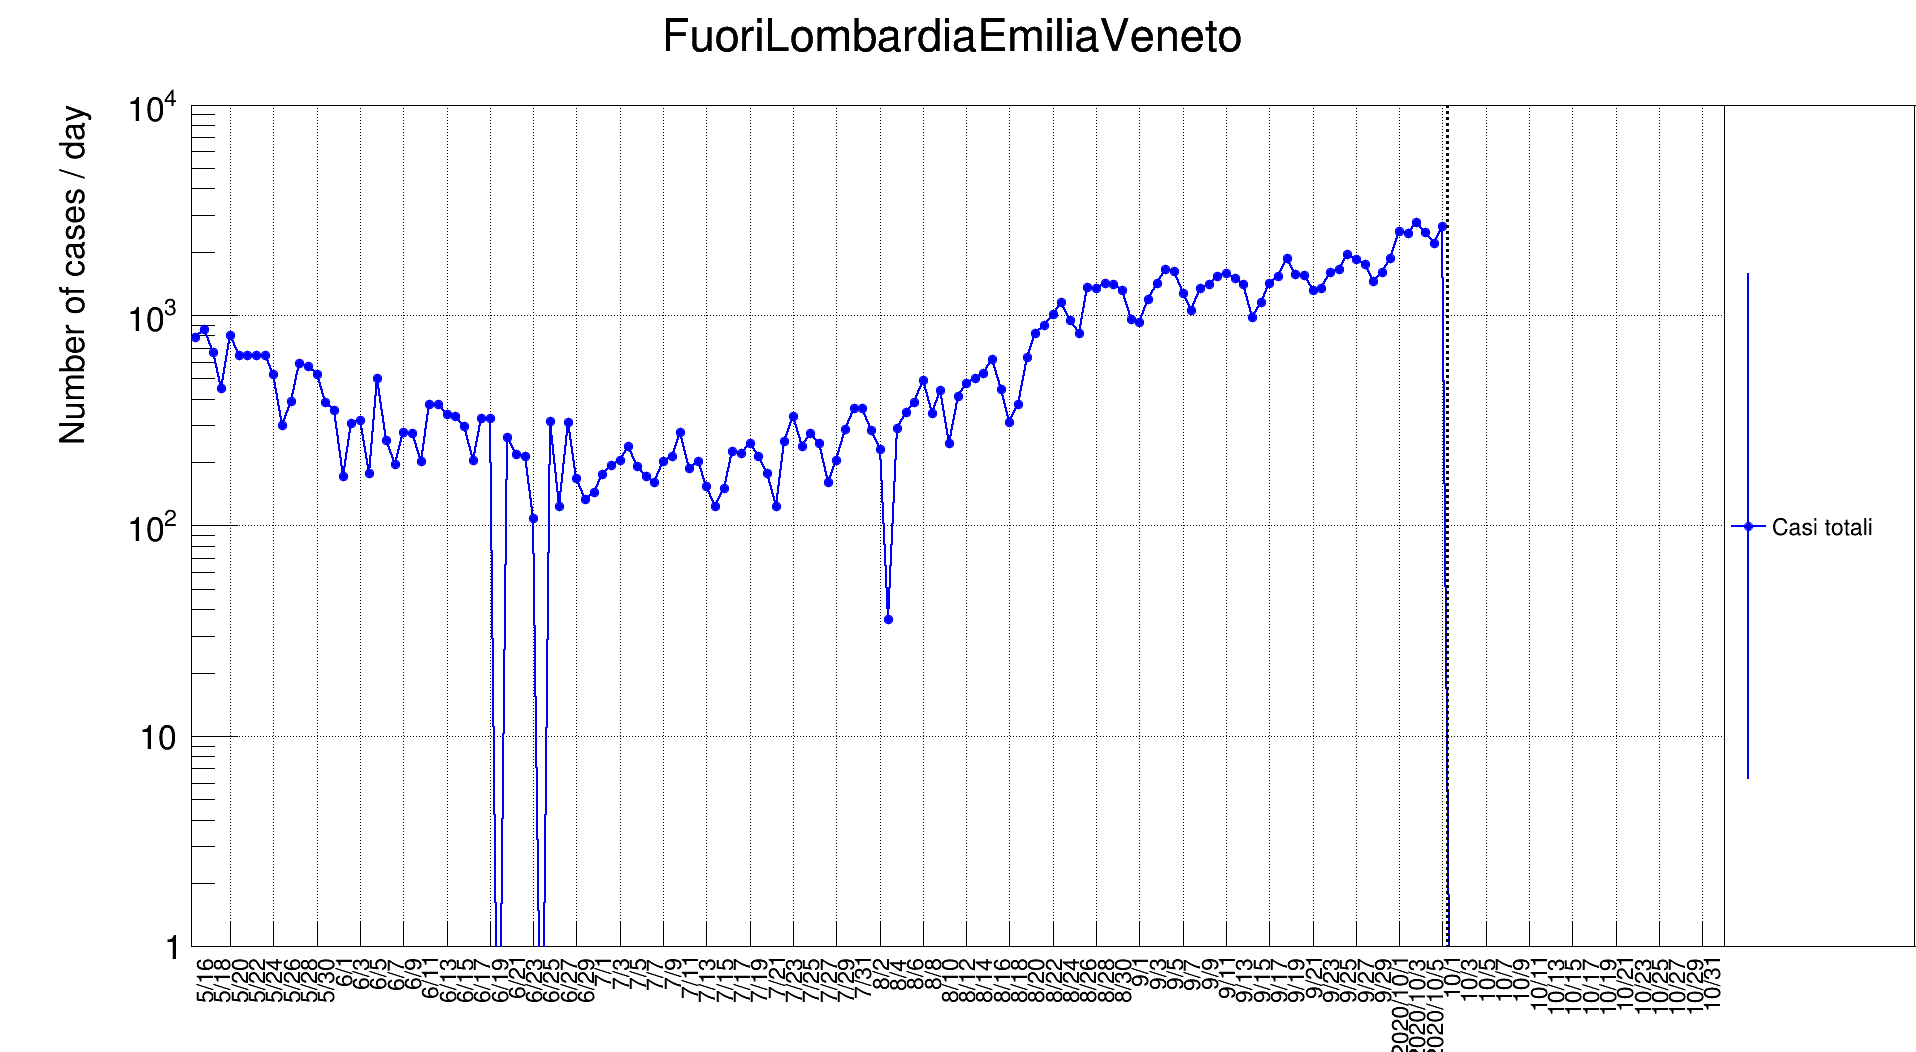 FuoriLombardiaEmiliaVeneto
Number of cases / day
10^4
10^3
10^2
10
1
5/16 5/18 5/20 5/22 5/24 5/26 5/28 5/30 6/1 6/3 6/5 6/7 6/9 6/11 6/13 6/15 6/17 6/19 6/21 6/23 6/25 6/27 6/29 7/1 7/3 7/5 7/7 7/9 7/11 7/13 7/15 7/17 7/19 7/21 7/23 7/25 7/27 7/29 7/31 8/2 8/4 8/6 8/8 8/10 8/12 8/14 8/16 8/18 8/20 8/22 8/24 8/26 8/28 8/30 9/1 9/3 9/5 9/7 9/9 9/11 9/13 9/15 9/17 9/19 9/21 9/23 9/25 9/27 9/29 2020/10/1 2020/10/3 2020/10/5 10/1 10/3 10/5 10/7 10/9 10/11 10/13 10/15 10/17 10/19 10/21 10/23 10/25 10/27 10/29 10/31
Casi totali